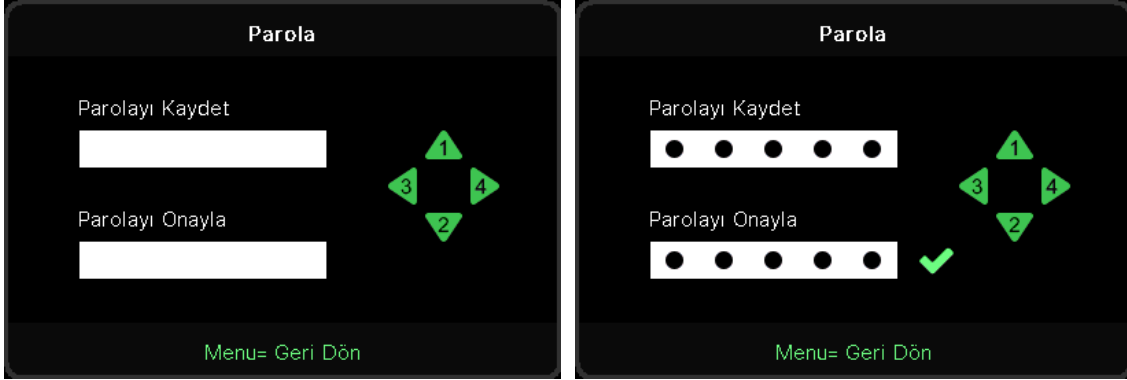 Parola
Parolayı Kaydet
1
3
4
Parolayı Onayla
2
Menu= Geri Dön
Parola
Parolayı Kaydet
1
3
4
Parolayı Onayla
2
Menu= Geri Dön